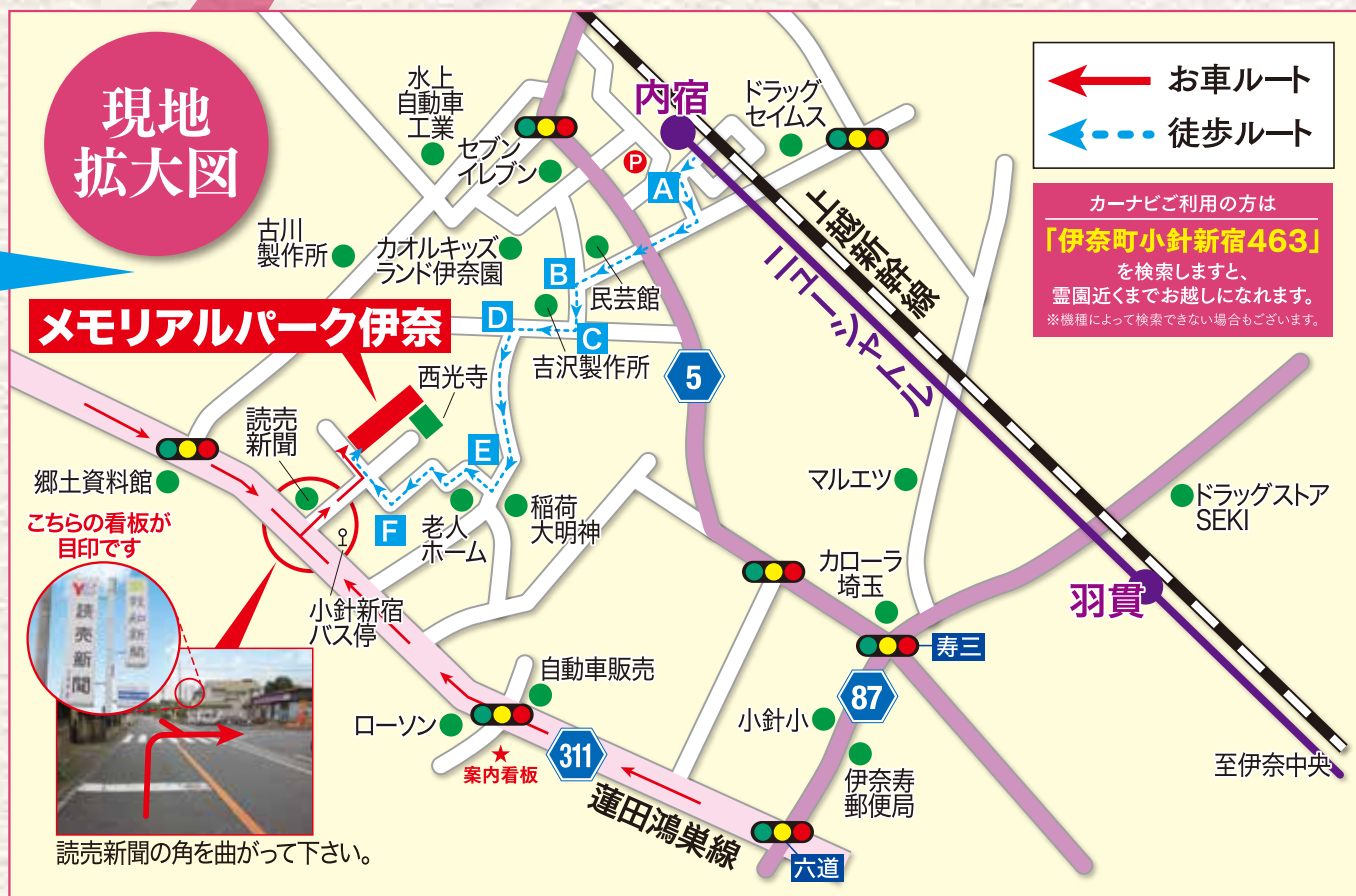 現地
拡大図
お車ルート
徒歩ルート
カーナビご利用の方は
「伊奈町小針新宿463」
を検索しますと、
霊園近くまでお越しになれます。
※機種によって検索できない場合もございます。
水上
自動車
工業
セブン
イレブン
内宿
ドラッグ
セイムス
P
A
上越新幹線
ニューシャトル
古川
製作所
カオルキッズ
ランド伊奈園
B
民芸館
メモリアルパーク伊奈
D
C
吉沢製作所
5
西光寺
読売
新聞
E
マルエツ
ドラッグストア
SEKI
郷土資料館
こちらの看板が
目印です
F
老人
ホーム
稲荷
大明神
カローラ
埼玉
羽貫
読売新聞
報知新聞
小針新宿
バス停
寿三
自動車販売
87
ローソン
小針小
案内看板
311
伊奈寿
郵便局
至伊奈中央
蓮田鴻巣線
六道
読売新聞の角を曲がって下さい。